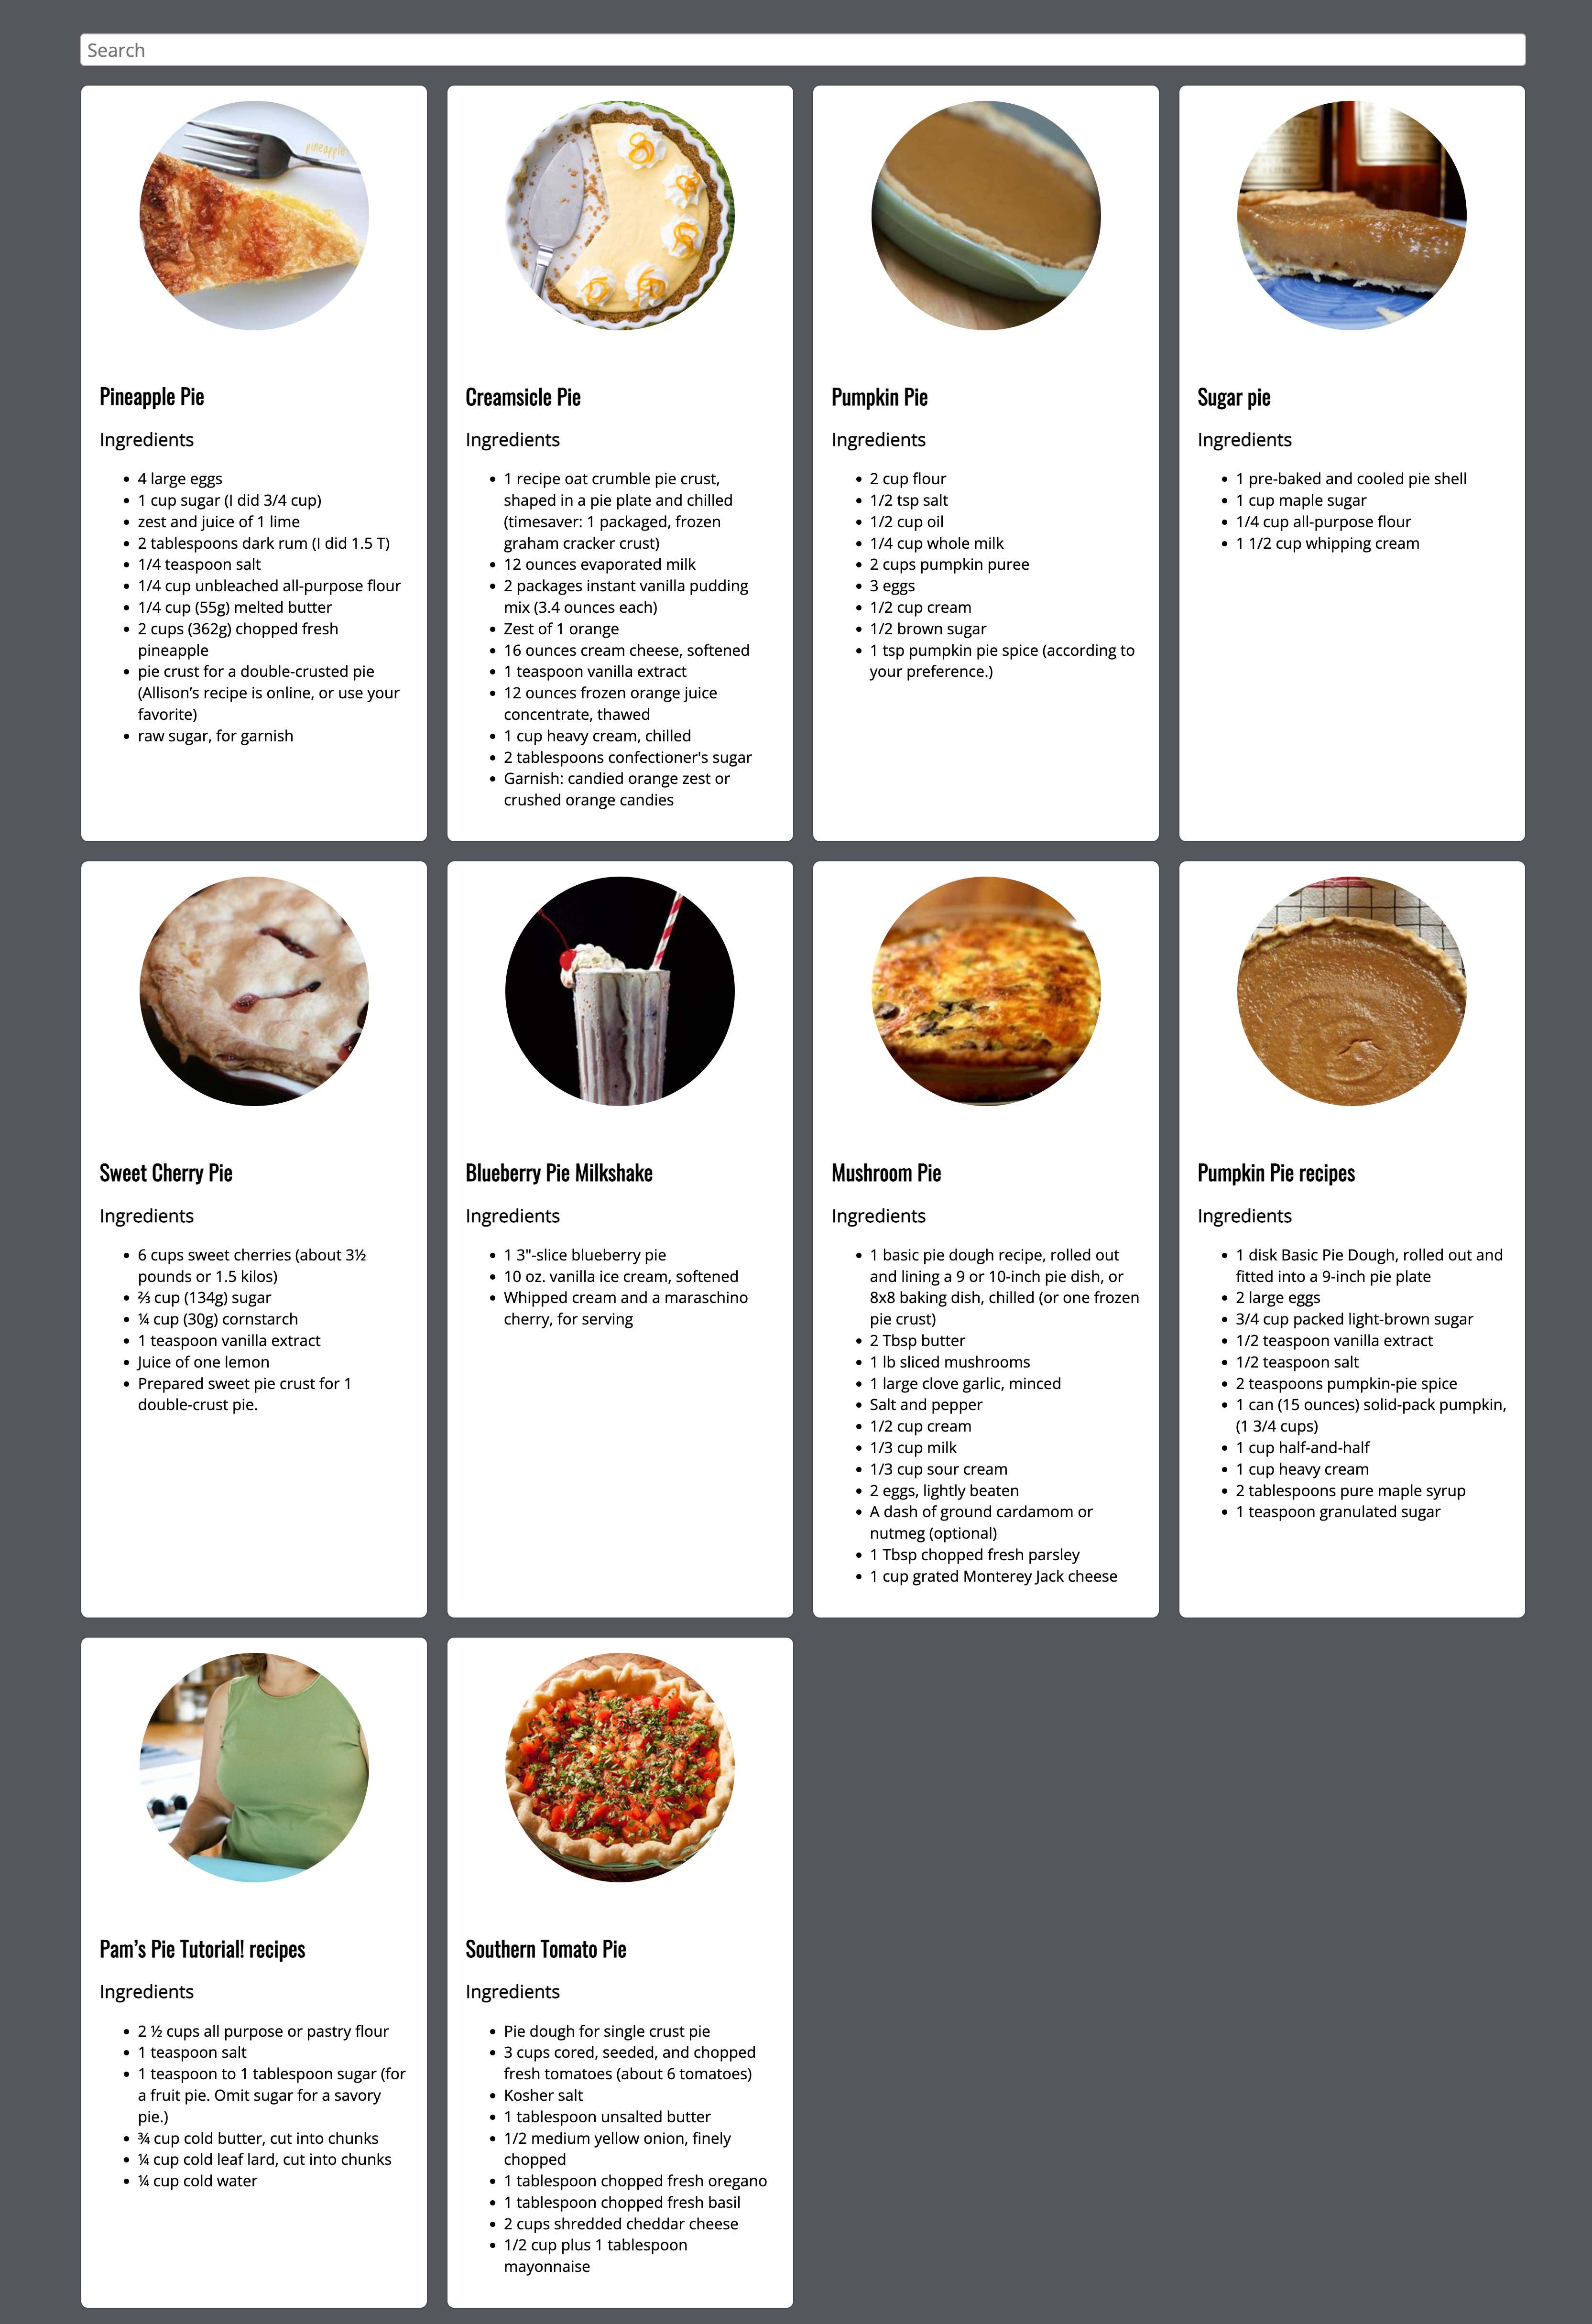 Search
pineapple
Pineapple Pie
Ingredients
4 large eggs
1 cup sugar (I did 3/4 cup)
zest and juice of 1 lime
2 tablespoons dark rum (I did 1.5 T)
1/4 teaspoon salt
1/4 cup unbleached all-purpose flour
1/4 cup (55g) melted butter
2 cups (362g) chopped fresh
pineapple
pie crust for a double-crusted pie
(Allison’s recipe is online, or use your
favorite)
raw sugar, for garnish
Creamsicle Pie
Ingredients
1 recipe oat crumble pie crust,
shaped in a pie plate and chilled
(timesaver: 1 packaged, frozen
graham cracker crust)
12 ounces evaporated milk
2 packages instant vanilla pudding
mix (3.4 ounces each)
Zest of 1 orange
16 ounces cream cheese, softened
1 teaspoon vanilla extract
12 ounces frozen orange juice
concentrate, thawed
1 cup heavy cream, chilled
2 tablespoons confectioner's sugar
Garnish: candied orange zest or
crushed orange candies
Pumpkin Pie
Ingredients
2 cup flour
1/2 tsp salt
1/2 cup oil
1/4 cup whole milk
2 cups pumpkin puree
3 eggs
1/2 cup cream
1/2 brown sugar
1 tsp pumpkin pie spice (according to
your preference.)
Sugar pie
Ingredients
1 pre-baked and cooled pie shell
1 cup maple sugar
1/4 cup all-purpose flour
1 1/2 cup whipping cream
Sweet Cherry Pie
Ingredients
6 cups sweet cherries (about 3½
pounds or 1.5 kilos)
⅔ cup (134g) sugar
¼ cup (30g) cornstarch
1 teaspoon vanilla extract
Juice of one lemon
Prepared sweet pie crust for 1
double-crust pie.
Blueberry Pie Milkshake
Ingredients
1 3"-slice blueberry pie
10 oz. vanilla ice cream, softened
Whipped cream and a maraschino
cherry, for serving
Mushroom Pie
Ingredients
1 basic pie dough recipe, rolled out
and lining a 9 or 10-inch pie dish, or
8x8 baking dish, chilled (or one frozen
pie crust)
2 Tbsp butter
1 lb sliced mushrooms
1 large clove garlic, minced
Salt and pepper
1/2 cup cream
1/3 cup milk
1/3 cup sour cream
2 eggs, lightly beaten
A dash of ground cardamom or
nutmeg (optional)
1 Tbsp chopped fresh parsley
1 cup grated Monterey Jack cheese
Pumpkin Pie recipes
Ingredients
1 disk Basic Pie Dough, rolled out and
fitted into a 9-inch pie plate
2 large eggs
3/4 cup packed light-brown sugar
1/2 teaspoon vanilla extract
1/2 teaspoon salt
2 teaspoons pumpkin-pie spice
1 can (15 ounces) solid-pack pumpkin,
(1 3/4 cups)
1 cup half-and-half
1 cup heavy cream
2 tablespoons pure maple syrup
1 teaspoon granulated sugar
Pam’s Pie Tutorial! recipes
Ingredients
2 ½ cups all purpose or pastry flour
1 teaspoon salt
1 teaspoon to 1 tablespoon sugar (for
a fruit pie. Omit sugar for a savory
pie.)
¾ cup cold butter, cut into chunks
¼ cup cold leaf lard, cut into chunks
¼ cup cold water
Southern Tomato Pie
Ingredients
Pie dough for single crust pie
3 cups cored, seeded, and chopped
fresh tomatoes (about 6 tomatoes)
Kosher salt
1 tablespoon unsalted butter
1/2 medium yellow onion, finely
chopped
1 tablespoon chopped fresh oregano
1 tablespoon chopped fresh basil
2 cups shredded cheddar cheese
1/2 cup plus 1 tablespoon
mayonnaise